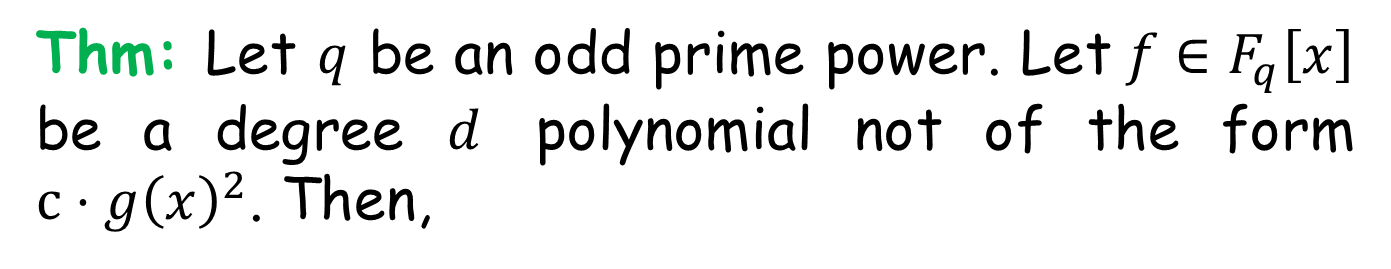 Thm: Let q be an odd prime power. Let f ∈ F_q[x]
be a degree d polynomial not of the form
c · g(x)². Then,